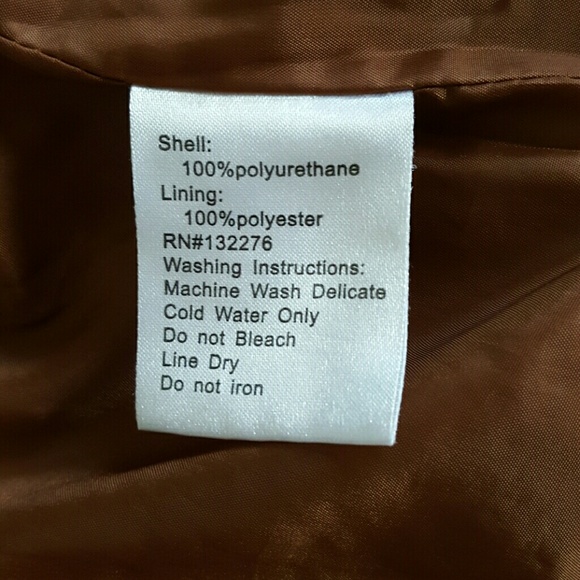 Shell:
100%polyurethane
Lining:
100%polyester
RN#132276
Washing Instructions:
Machine Wash Delicate
Cold Water Only
Do not Bleach
Line Dry
Do not iron